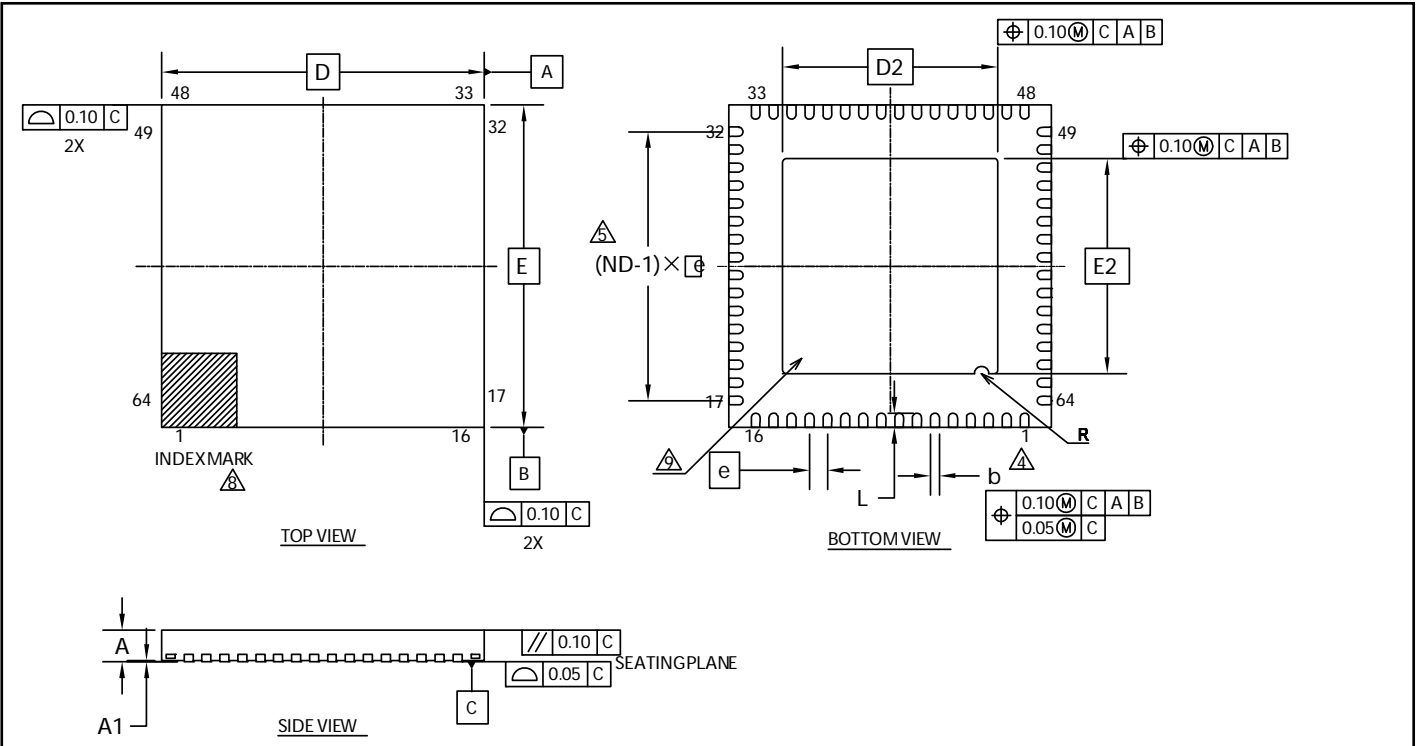 D
A
48
33
⌓ 0.10 C
2X
49
32
E
64
17
1
16
INDEX MARK
8
B
⌓ 0.10 C
2X
TOP VIEW
⌖ 0.10 Ⓜ C A B
D2
33
48
32
49
⌖ 0.10 Ⓜ C A B
5
(ND-1)×e
E2
17
64
16
1
R
9
e
4
L
b
⌖ 0.10 Ⓜ C A B
0.05 Ⓜ C
BOTTOM VIEW
A
// 0.10 C
SEATING PLANE
⌓ 0.05 C
C
A1
SIDE VIEW